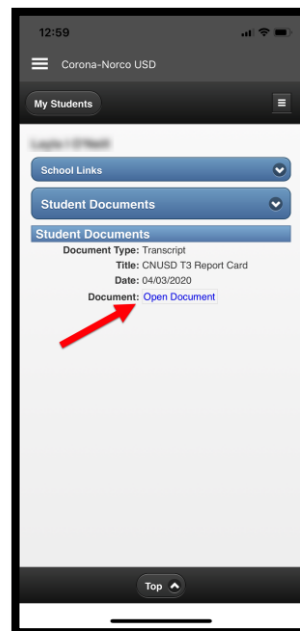 12:59
Corona-Norco USD
My Students
School Links
Student Documents
Student Documents
Document Type: Transcript
Title: CNUSD T3 Report Card
Date: 04/03/2020
Document: Open Document
Top